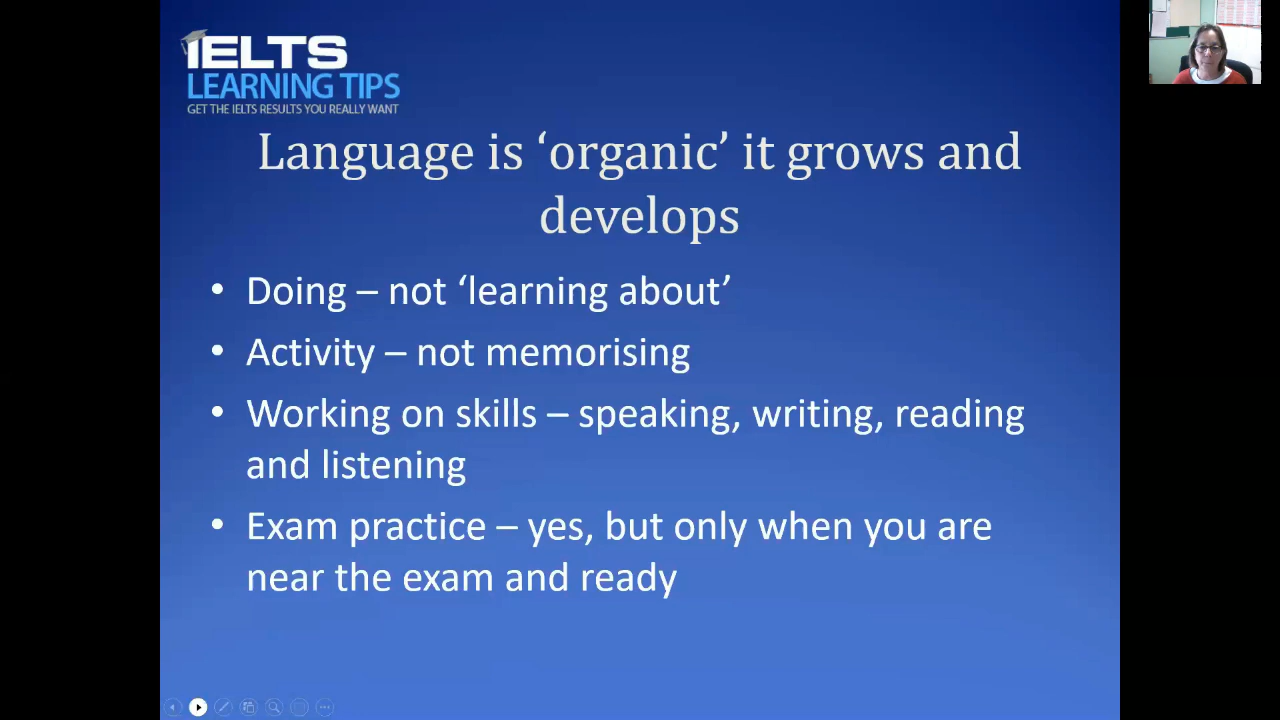 IELTS
LEARNING TIPS
GET THE IELTS RESULTS YOU REALLY WANT
Language is ‘organic’ it grows and
develops
• Doing – not ‘learning about’
• Activity – not memorising
• Working on skills – speaking, writing, reading
and listening
• Exam practice – yes, but only when you are
near the exam and ready